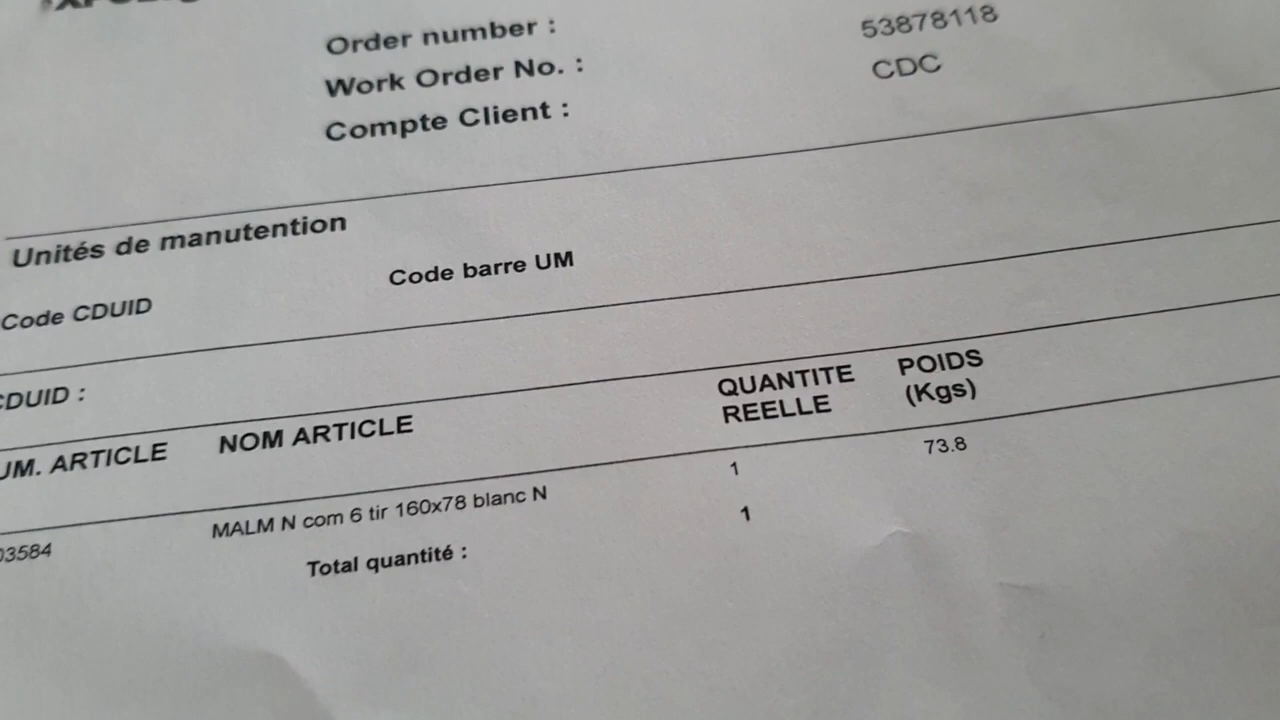 Order number : 53878118
Work Order No. : CDC
Compte Client :
Unités de manutention
Code CDUID Code barre UM
CDUID :
UM. ARTICLE NOM ARTICLE QUANTITE REELLE POIDS (Kgs)
03584 MALM N com 6 tir 160x78 blanc N 1 73.8
Total quantité : 1